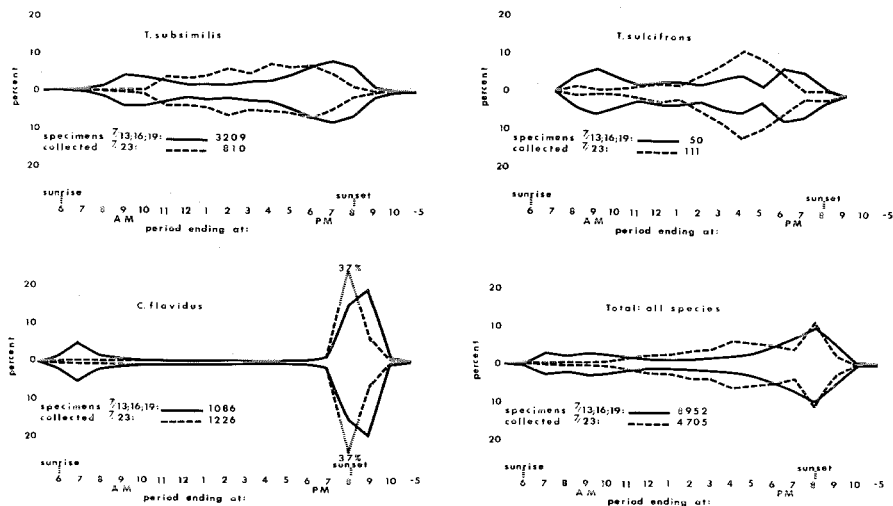 20
T. subsimilis
10
percent
0
10
specimens 7/13;16;19: 3209
collected 7/23: 810
20
sunrise sunset
6 7 8 9 10 11 12 1 2 3 4 5 6 7 8 9 10 -5
AM PM
period ending at:
20
T. sulcifrons
10
percent
0
10
specimens 7/13;16;19: 50
collected 7/23: 111
20
sunrise sunset
6 7 8 9 10 11 12 1 2 3 4 5 6 7 8 9 10 -5
AM PM
period ending at:
37%
20
C. flavidus
10
percent
0
10
specimens 7/13;16;19: 1086
collected 7/23: 1226
20
37%
sunrise sunset
6 7 8 9 10 11 12 1 2 3 4 5 6 7 8 9 10 -5
AM PM
period ending at:
20
Total: all species
10
percent
0
10
specimens 7/13;16;19: 8952
collected 7/23: 4705
20
sunrise sunset
6 7 8 9 10 11 12 1 2 3 4 5 6 7 8 9 10 -5
AM PM
period ending at: